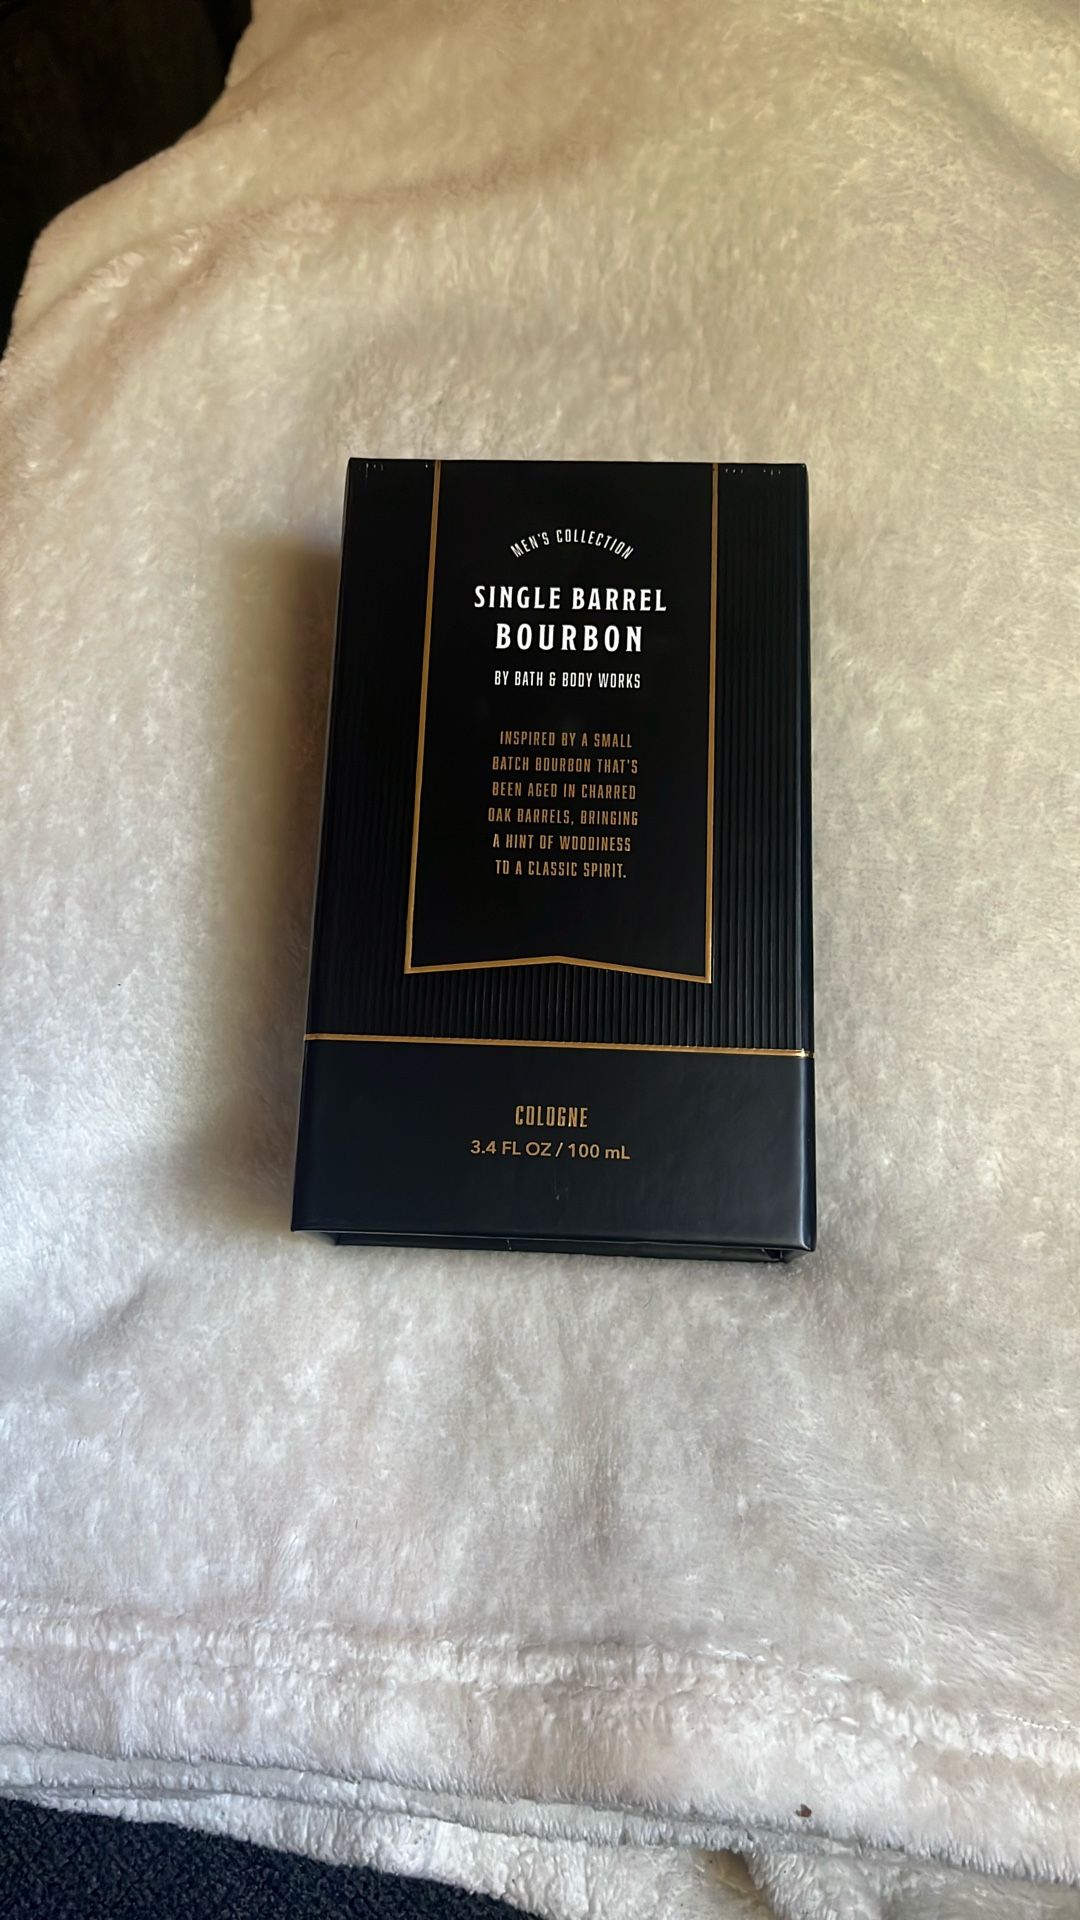 MEN'S COLLECTION
SINGLE BARREL
BOURBON
BY BATH & BODY WORKS
INSPIRED BY A SMALL
BATCH BOURBON THAT'S
BEEN AGED IN CHARRED
OAK BARRELS, BRINGING
A HINT OF WOODINESS
TO A CLASSIC SPIRIT.
COLOGNE
3.4 FL OZ / 100 mL